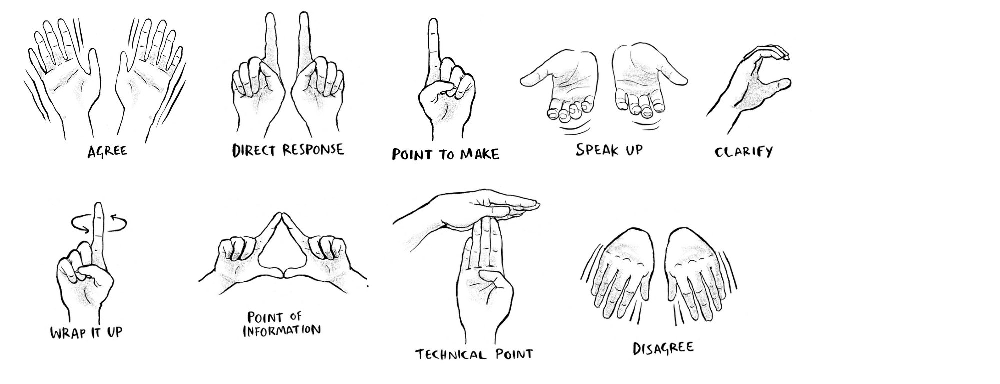 AGREE
DIRECT RESPONSE
POINT TO MAKE
SPEAK UP
CLARIFY
WRAP IT UP
POINT OF
INFORMATION
TECHNICAL POINT
DISAGREE